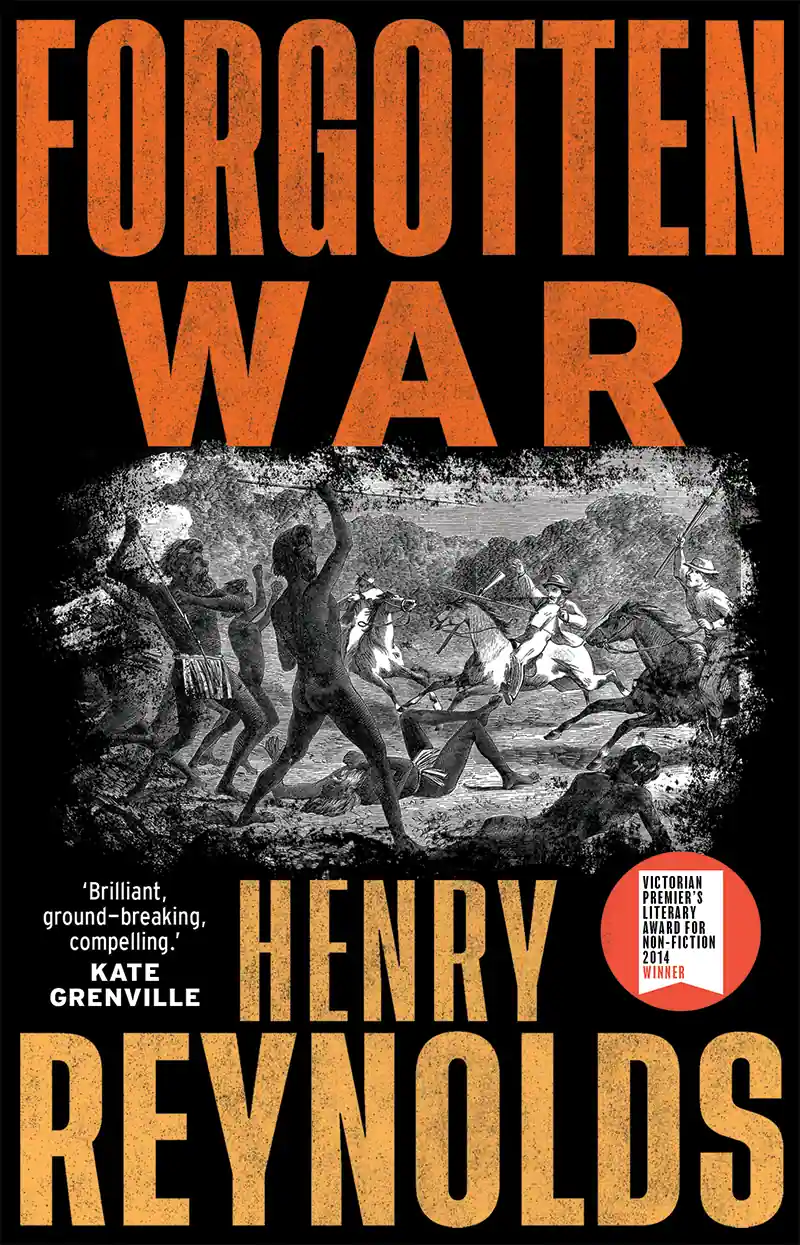 FORGOTTEN
WAR
‘Brilliant,
ground–breaking,
compelling.’
KATE
GRENVILLE
HENRY
REYNOLDS
VICTORIAN
PREMIER’S
LITERARY
AWARD FOR
NON-FICTION
2014
WINNER